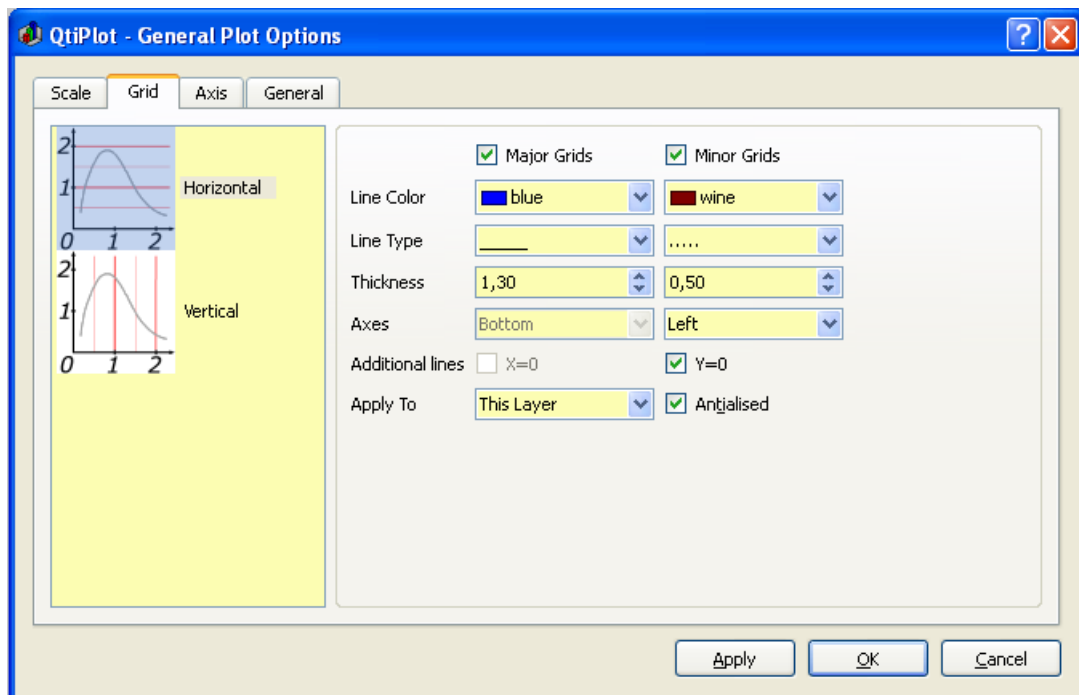 QtiPlot - General Plot Options
Scale Grid Axis General
2
1
0 1 2
Horizontal
2
1
0 1 2
Vertical
Major Grids Minor Grids
Line Color blue wine
Line Type
Thickness 1,30 0,50
Axes Bottom Left
Additional lines X=0 Y=0
Apply To This Layer Antialised
Apply OK Cancel